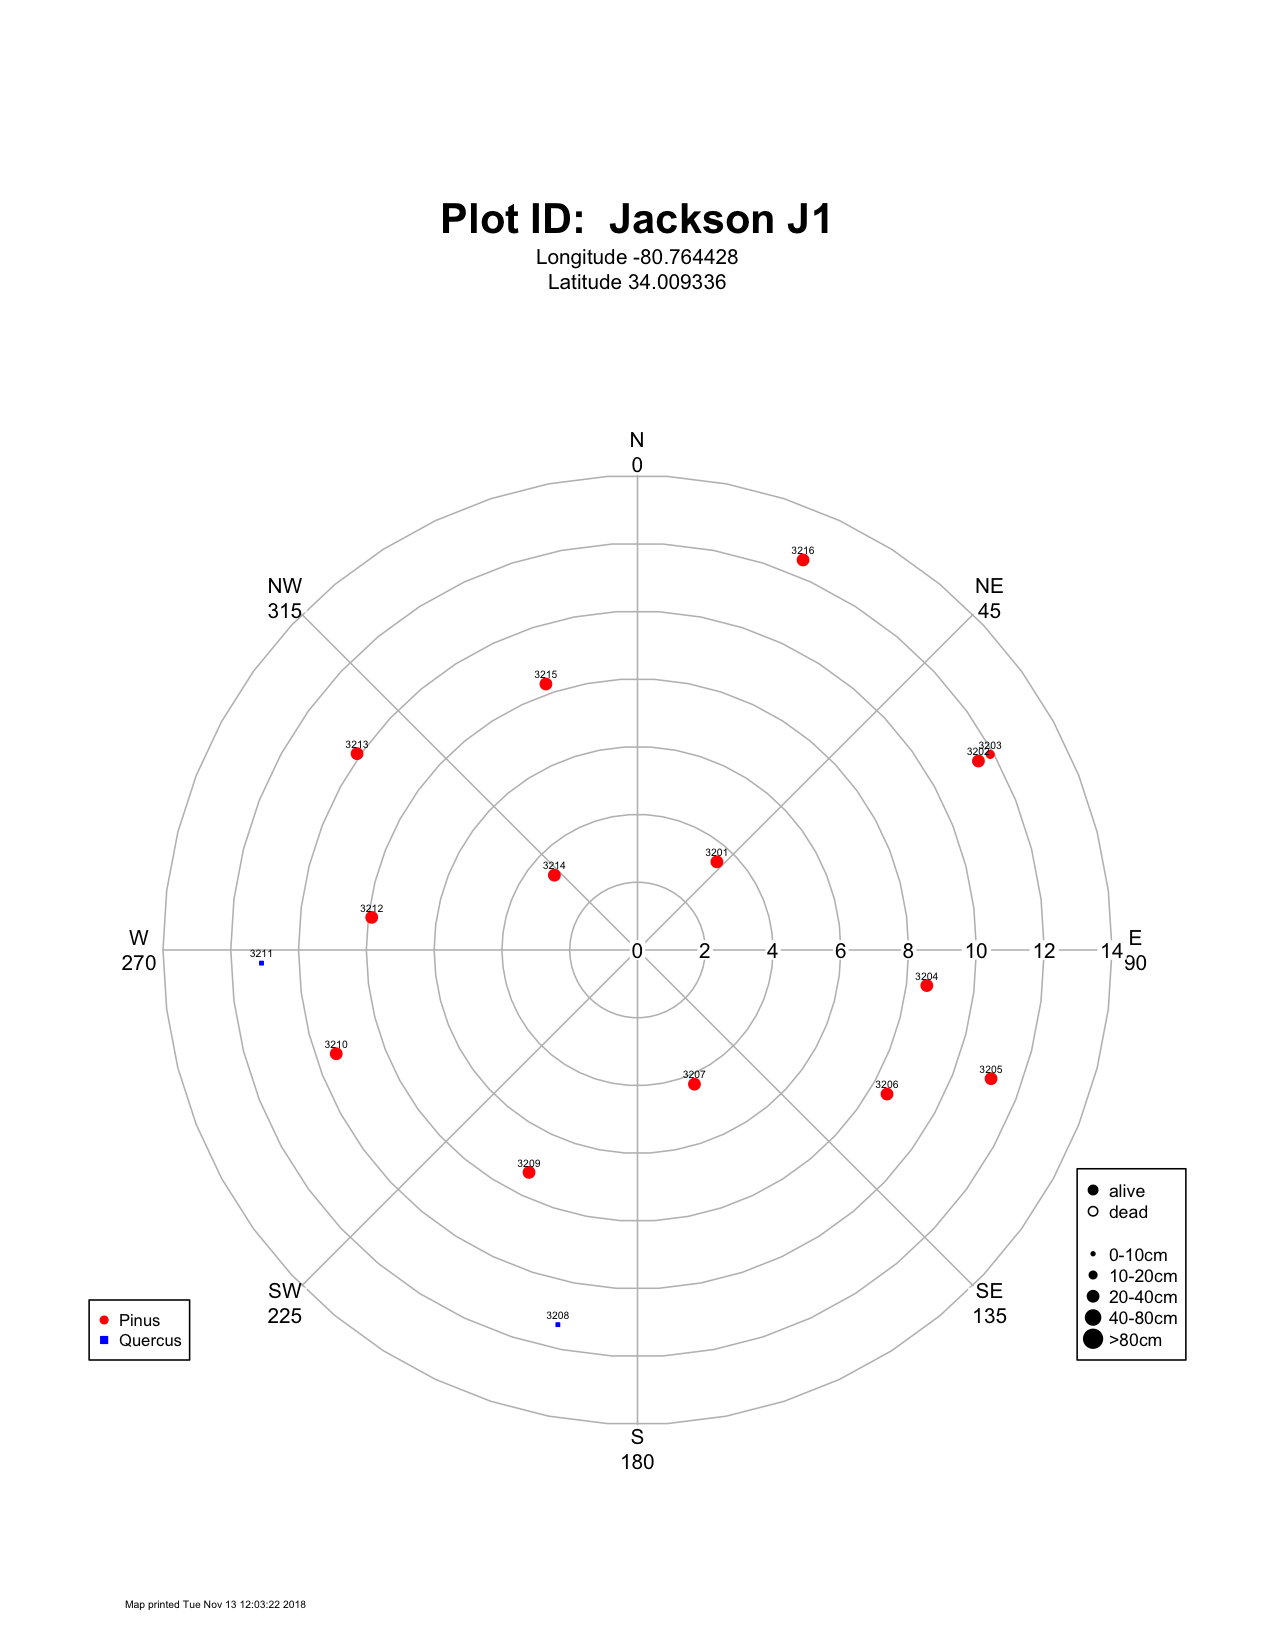 Plot ID:  Jackson J1
Longitude -80.764428
Latitude 34.009336
N
0
3216
NW
315
NE
45
3215
3213
3202
3203
3201
3214
3212
W
270
3211
0 2 4 6 8 10 12 14
E
90
3204
3210
3207
3205
3206
3209
alive
dead
0-10cm
10-20cm
20-40cm
40-80cm
>80cm
SW
225
SE
135
3208
Pinus
Quercus
S
180
Map printed Tue Nov 13 12:03:22 2018